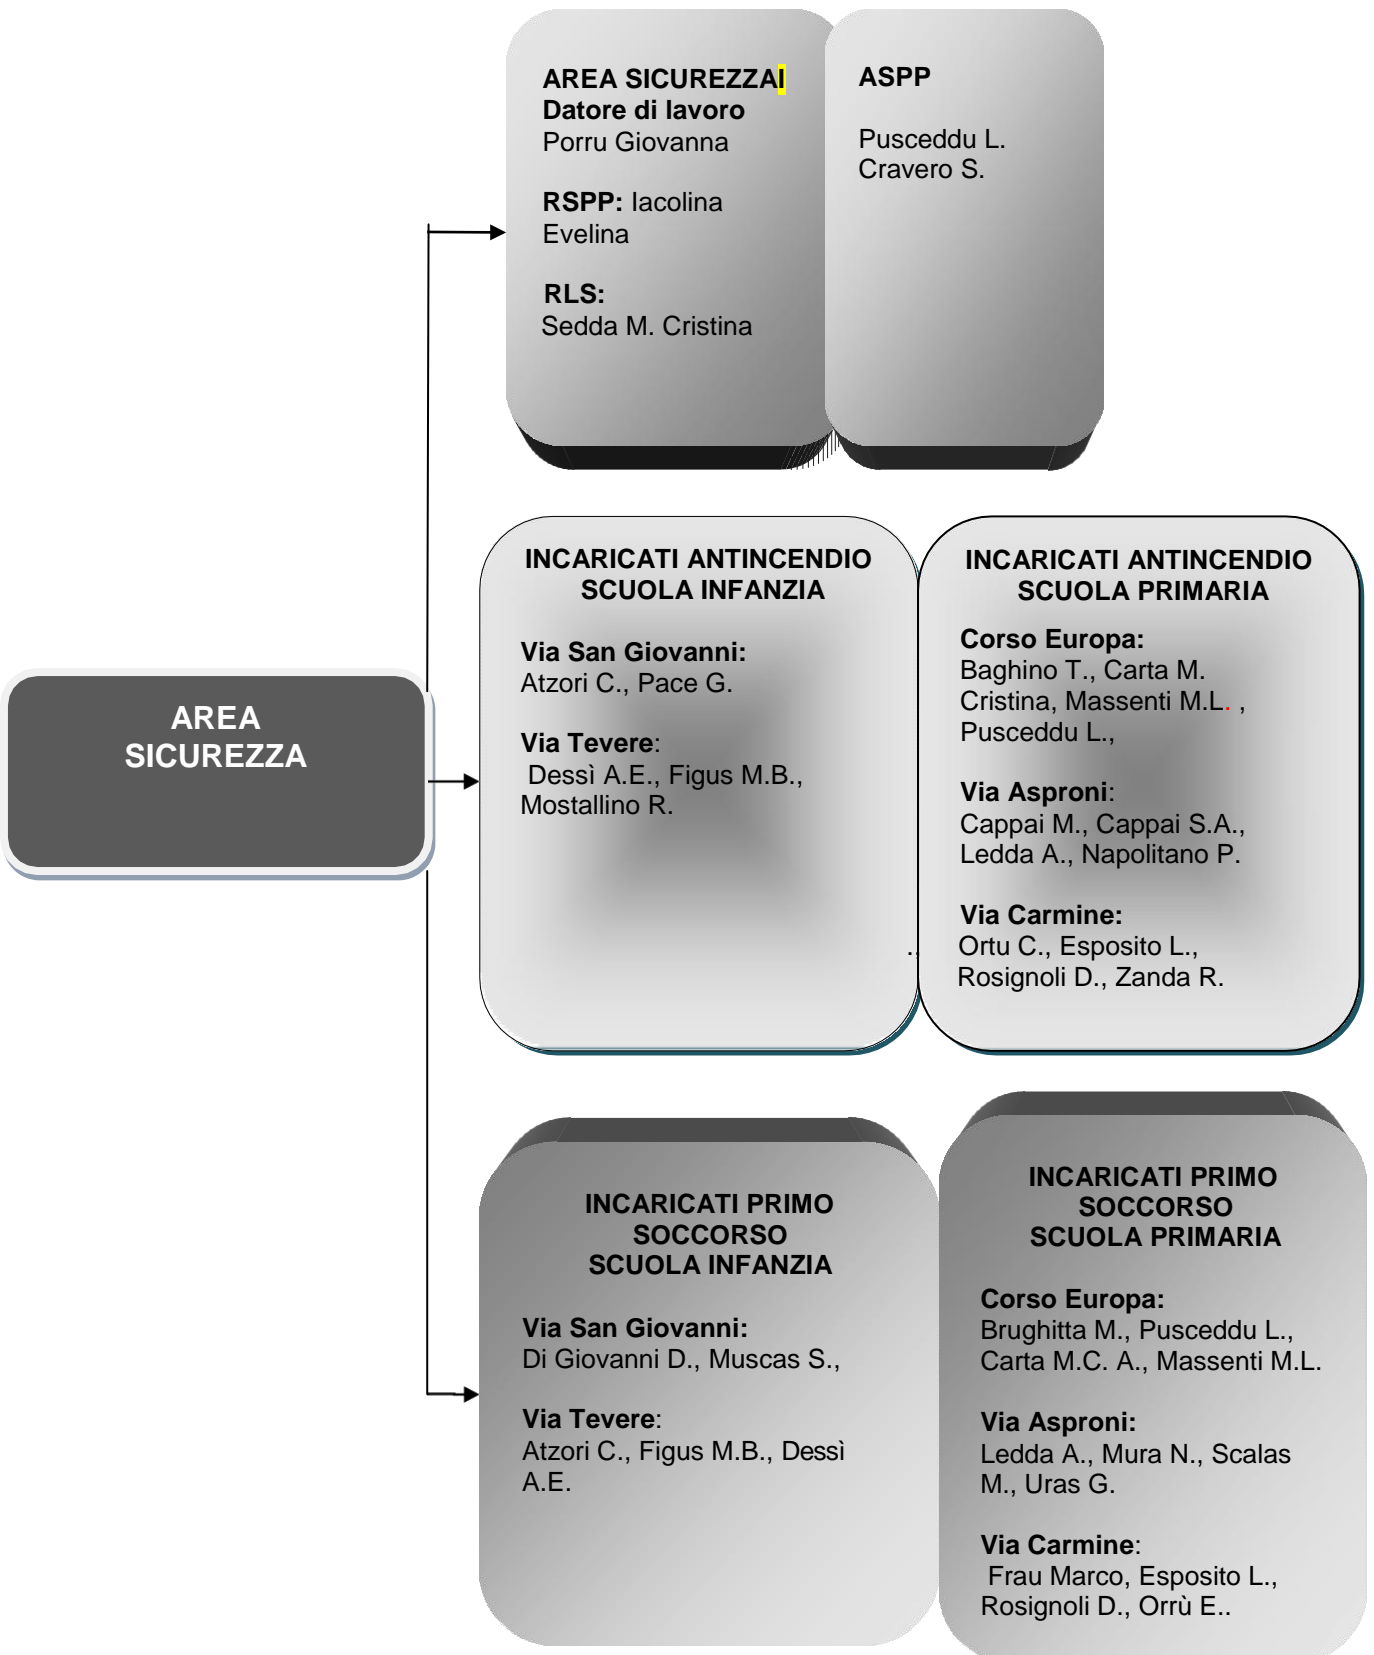 AREA SICUREZZAI
Datore di lavoro
Porru Giovanna
RSPP: Iacolina
Evelina
RLS:
Sedda M. Cristina
ASPP
Pusceddu L.
Cravero S.
AREA
SICUREZZA
INCARICATI ANTINCENDIO
SCUOLA INFANZIA
Via San Giovanni:
Atzori C., Pace G.
Via Tevere:
Dessì A.E., Figus M.B.,
Mostallino R.
.,
INCARICATI ANTINCENDIO
SCUOLA PRIMARIA
Corso Europa:
Baghino T., Carta M.
Cristina, Massenti M.L. ,
Pusceddu L.,
Via Asproni:
Cappai M., Cappai S.A.,
Ledda A., Napolitano P.
Via Carmine:
Ortu C., Esposito L.,
Rosignoli D., Zanda R.
INCARICATI PRIMO
SOCCORSO
SCUOLA INFANZIA
Via San Giovanni:
Di Giovanni D., Muscas S.,
Via Tevere:
Atzori C., Figus M.B., Dessì
A.E.
INCARICATI PRIMO
SOCCORSO
SCUOLA PRIMARIA
Corso Europa:
Brughitta M., Pusceddu L.,
Carta M.C. A., Massenti M.L.
Via Asproni:
Ledda A., Mura N., Scalas
M., Uras G.
Via Carmine:
Frau Marco, Esposito L.,
Rosignoli D., Orrù E..